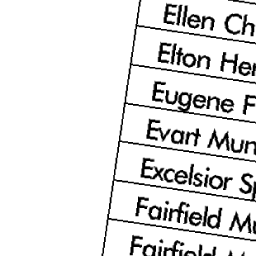 Ellen Ch
Elton Her
Eugene F
Evart Mun
Excelsior Sp
Fairfield Mu
Fairfield M